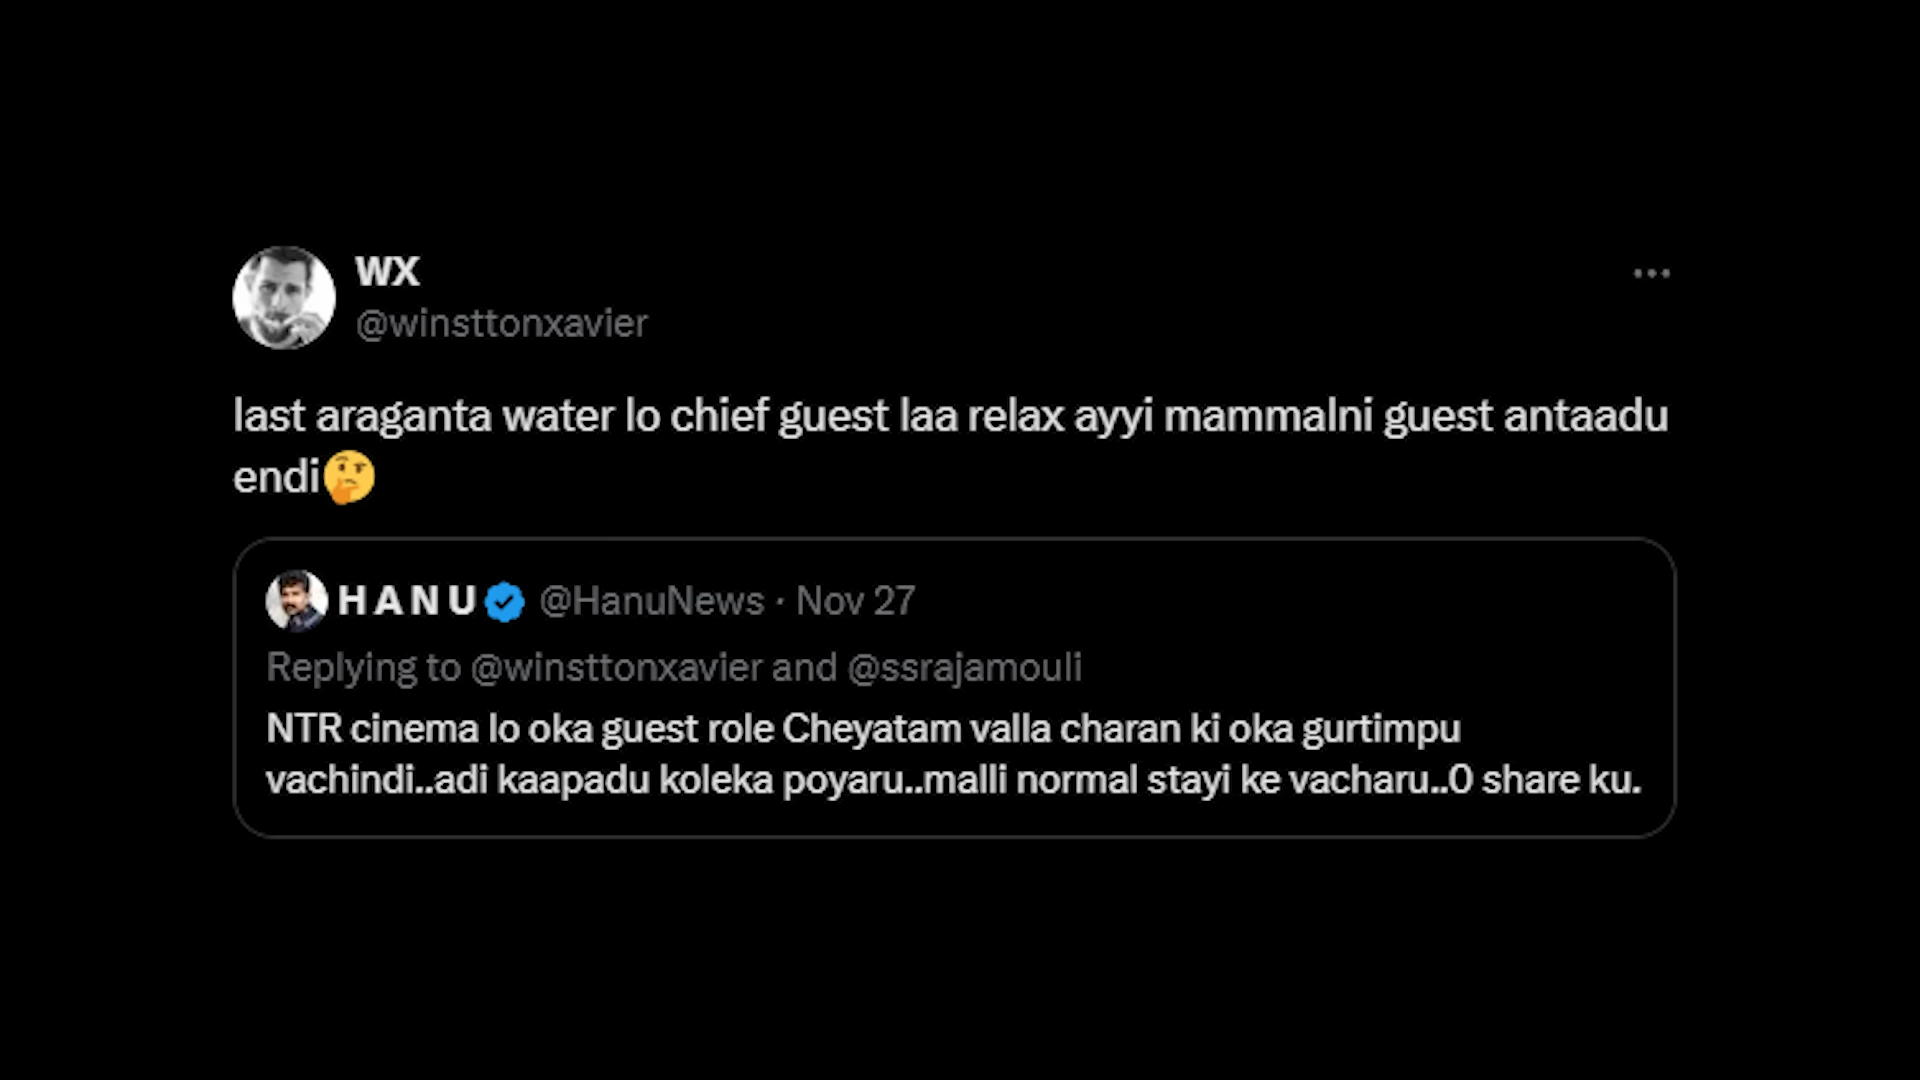 WX
@winsttonxavier
last araganta water lo chief guest laa relax ayyi mammalni guest antaadu
endi🤔
HANU @HanuNews · Nov 27
Replying to @winsttonxavier and @ssrajamouli
NTR cinema lo oka guest role Cheyatam valla charan ki oka gurtimpu
vachindi..adi kaapadu koleka poyaru..malli normal stayi ke vacharu..0 share ku.